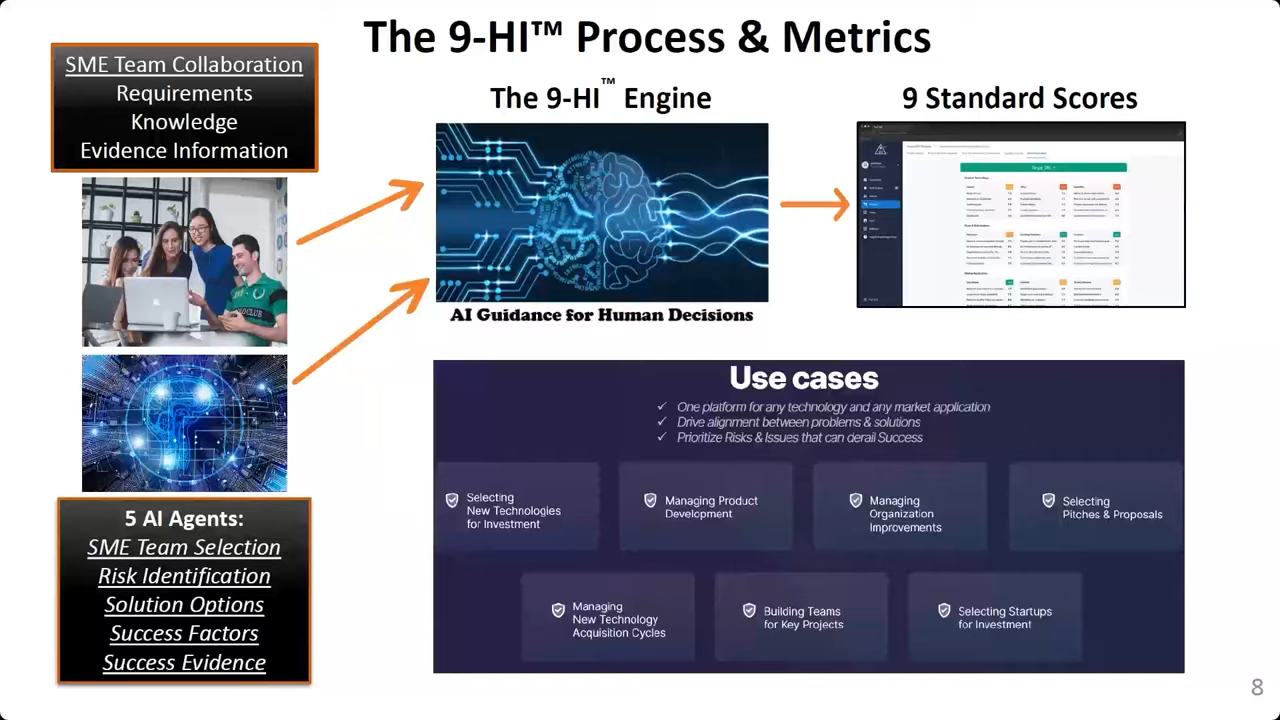 The 9-HI™ Process & Metrics
SME Team Collaboration
Requirements
Knowledge
Evidence Information
The 9-HI™ Engine
9 Standard Scores
AI Guidance for Human Decisions
5 AI Agents:
SME Team Selection
Risk Identification
Solution Options
Success Factors
Success Evidence
Use cases
✓ One platform for any technology and any market application
✓ Drive alignment between problems & solutions
✓ Prioritize Risks & Issues that can derail Success
Selecting
New Technologies
for Investment
Managing Product
Development
Managing
Organization
Improvements
Selecting
Pitches & Proposals
Managing
New Technology
Acquisition Cycles
Building Teams
for Key Projects
Selecting Startups
for Investment
8